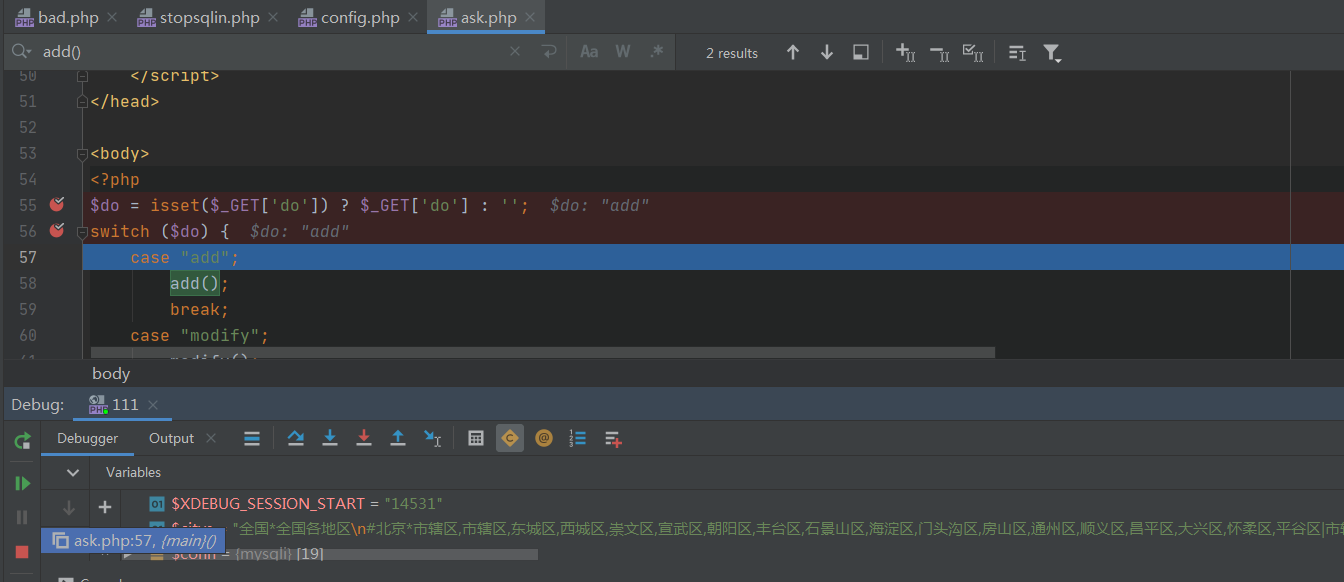 bad.php stopsqlin.php config.php ask.php
add() Aa W .* 2 results
50 </script>
51 </head>
52
53 <body>
54 <?php
55 $do = isset($_GET['do']) ? $_GET['do'] : ''; $do: "add"
56 switch ($do) { $do: "add"
57 case "add";
58 add();
59 break;
60 case "modify";
61 modify();
body
Debug: 111
Debugger Output
Variables
$XDEBUG_SESSION_START = "14531"
"全国*全国各地区\n#北京*市辖区,市辖区,东城区,西城区,崇文区,宣武区,朝阳区,丰台区,石景山区,海淀区,门头沟区,房山区,通州区,顺义区,昌平区,大兴区,怀柔区,平谷区|市辖
ask.php:57, {main}()
$conn = {mysqli} [19]